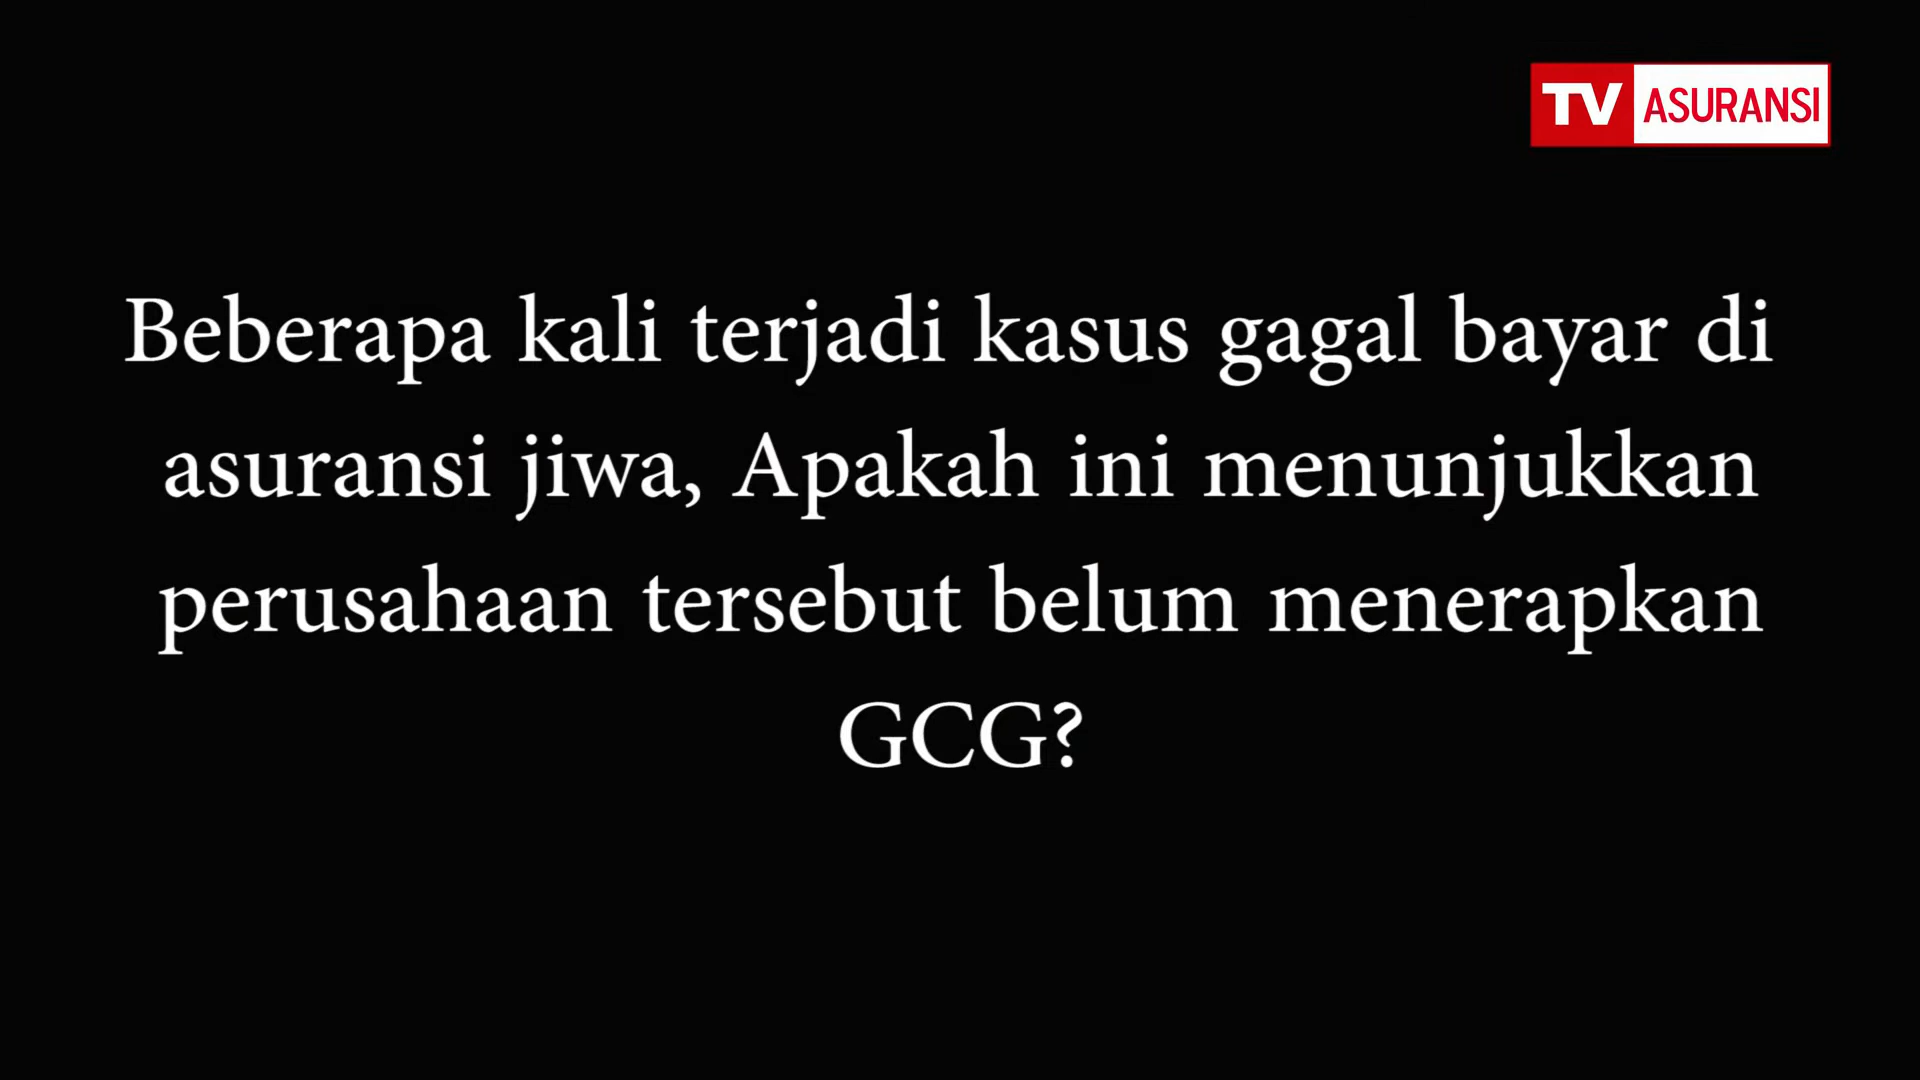 TV ASURANSI
Beberapa kali terjadi kasus gagal bayar di
asuransi jiwa, Apakah ini menunjukkan
perusahaan tersebut belum menerapkan
GCG?